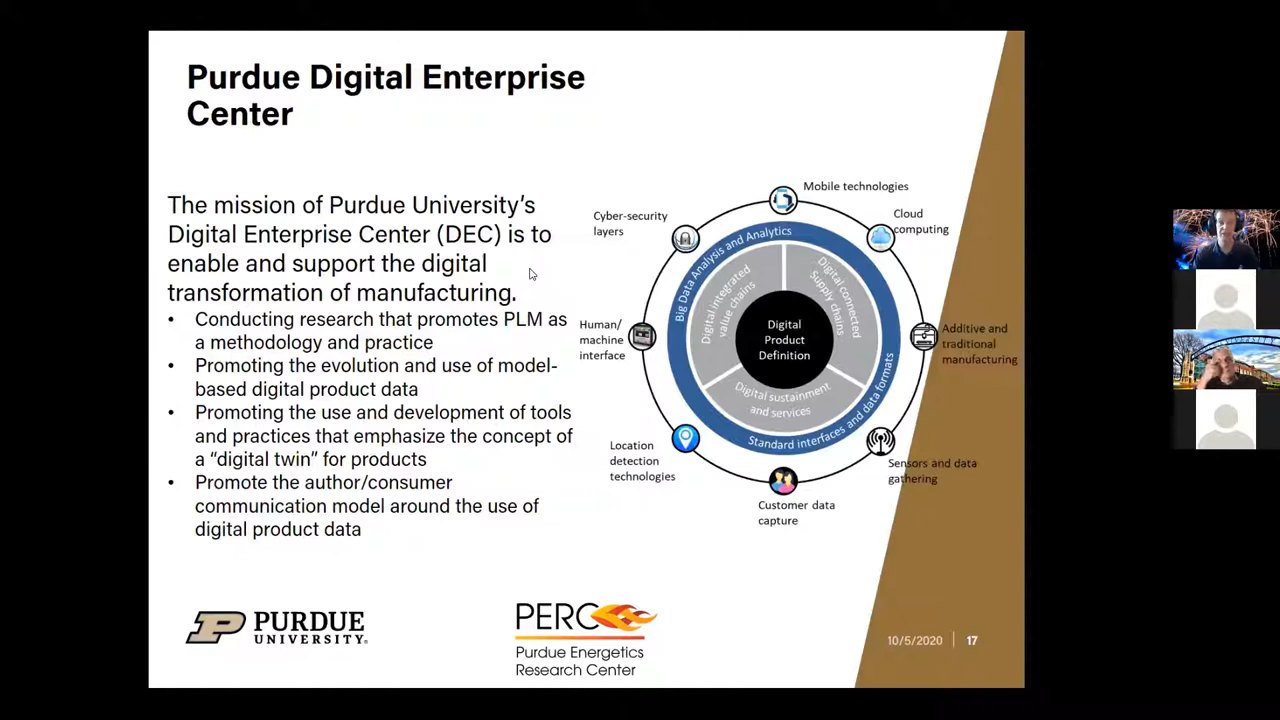 Purdue Digital Enterprise
Center
The mission of Purdue University's
Digital Enterprise Center (DEC) is to
enable and support the digital
transformation of manufacturing.
• Conducting research that promotes PLM as
a methodology and practice
• Promoting the evolution and use of model-
based digital product data
• Promoting the use and development of tools
and practices that emphasize the concept of
a “digital twin” for products
• Promote the author/consumer
communication model around the use of
digital product data
Mobile technologies
Cyber-security
layers
Cloud
computing
Big Data Analysis and Analytics
Digital integrated
value chains
Digital connected
Supply chains
Human/
machine
interface
Digital
Product
Definition
Additive and
traditional
manufacturing
Digital sustainment
and services
Standard interfaces and data formats
Location
detection
technologies
Sensors and data
gathering
Customer data
capture
PURDUE
UNIVERSITY®
PERC
Purdue Energetics
Research Center
10/5/2020 | 17